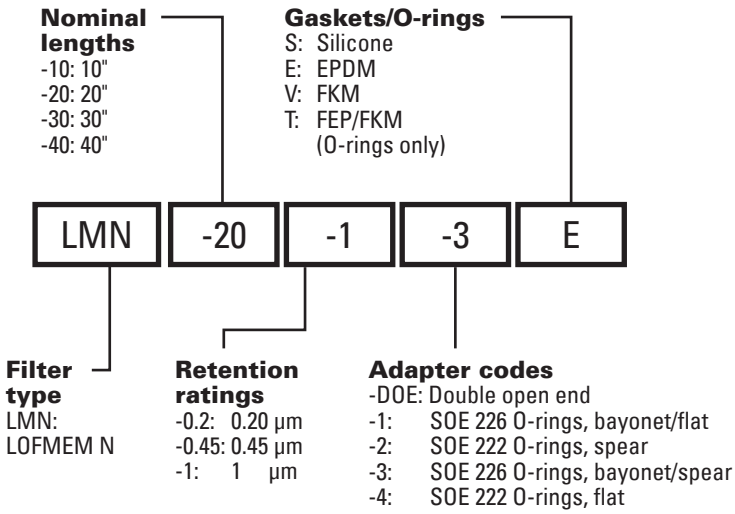 Nominal
lengths
-10: 10"
-20: 20"
-30: 30"
-40: 40"
Gaskets/O-rings
S: Silicone
E: EPDM
V: FKM
T: FEP/FKM
(O-rings only)
LMN -20 -1 -3 E
Filter
type
LMN:
LOFMEM N
Retention
ratings
-0.2: 0.20 µm
-0.45: 0.45 µm
-1: 1 µm
Adapter codes
-DOE: Double open end
-1: SOE 226 O-rings, bayonet/flat
-2: SOE 222 O-rings, spear
-3: SOE 226 O-rings, bayonet/spear
-4: SOE 222 O-rings, flat